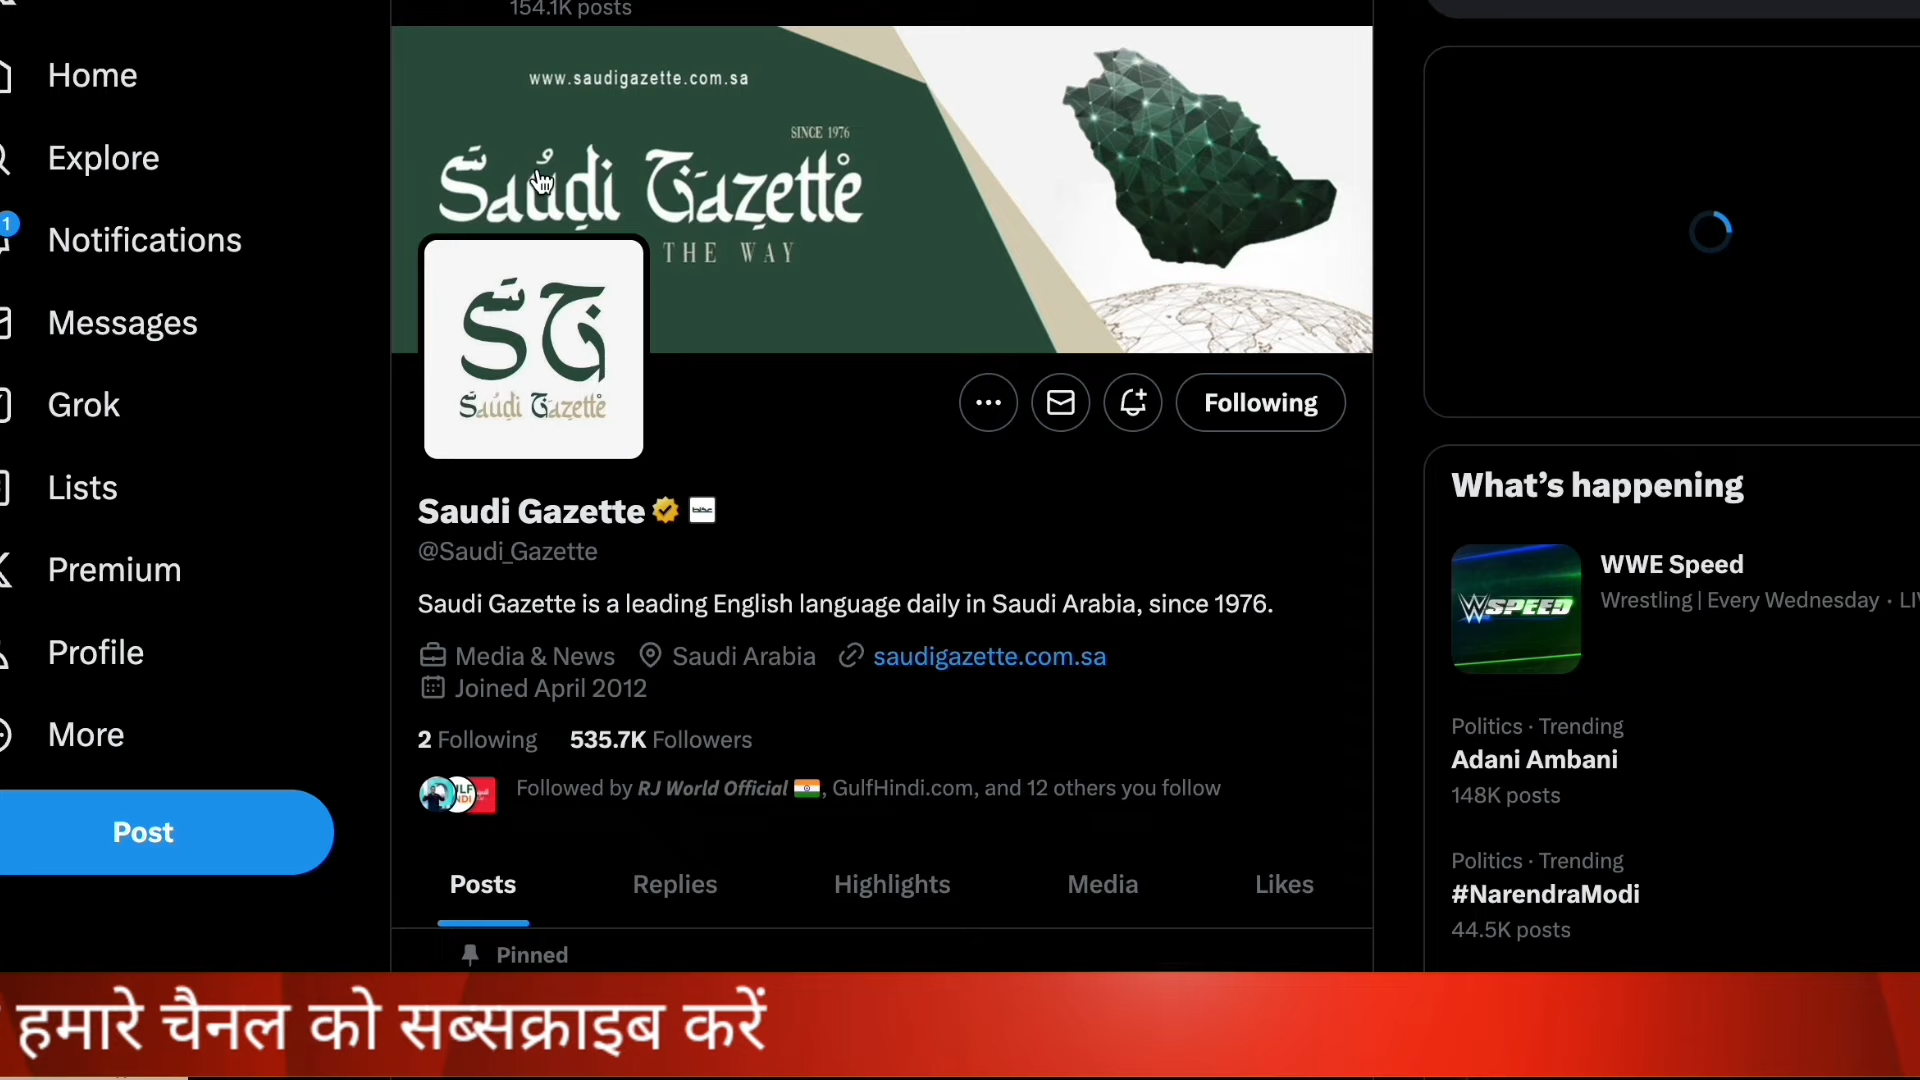 154.1K posts
Home
Explore
1
Notifications
Messages
Grok
Lists
Premium
Profile
More
Post
www.saudigazette.com.sa
SINCE 1976
Saudi Gazette
THE WAY
SG
Saudi Gazette
Following
Saudi Gazette
@Saudi_Gazette
Saudi Gazette is a leading English language daily in Saudi Arabia, since 1976.
Media & News Saudi Arabia saudigazette.com.sa
Joined April 2012
2 Following 535.7K Followers
Followed by RJ World Official 🇮🇳, GulfHindi.com, and 12 others you follow
Posts Replies Highlights Media Likes
Pinned
What's happening
W SPEED
WWE Speed
Wrestling | Every Wednesday · LI
Politics · Trending
Adani Ambani
148K posts
Politics · Trending
#NarendraModi
44.5K posts
हमारे चैनल को सब्सक्राइब करें